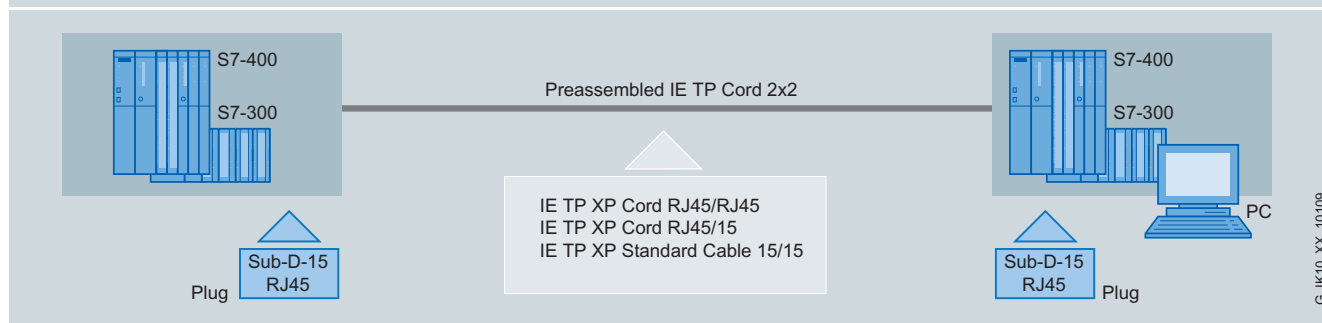 S7-400
S7-300
Preassembled IE TP Cord 2x2
S7-400
S7-300
PC
IE TP XP Cord RJ45/RJ45
IE TP XP Cord RJ45/15
IE TP XP Standard Cable 15/15
Sub-D-15
RJ45
Plug
Sub-D-15
RJ45
Plug
G_IK10_XX_10109